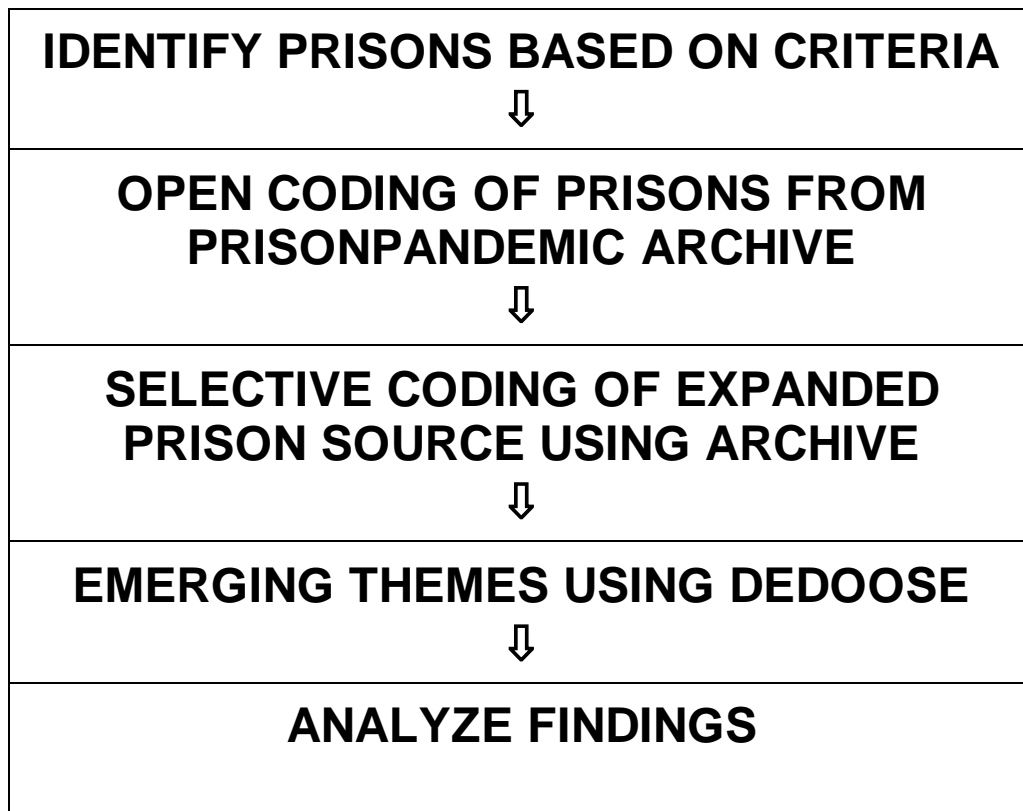 IDENTIFY PRISONS BASED ON CRITERIA
⇩
OPEN CODING OF PRISONS FROM
PRISONPANDEMIC ARCHIVE
⇩
SELECTIVE CODING OF EXPANDED
PRISON SOURCE USING ARCHIVE
⇩
EMERGING THEMES USING DEDOOSE
⇩
ANALYZE FINDINGS